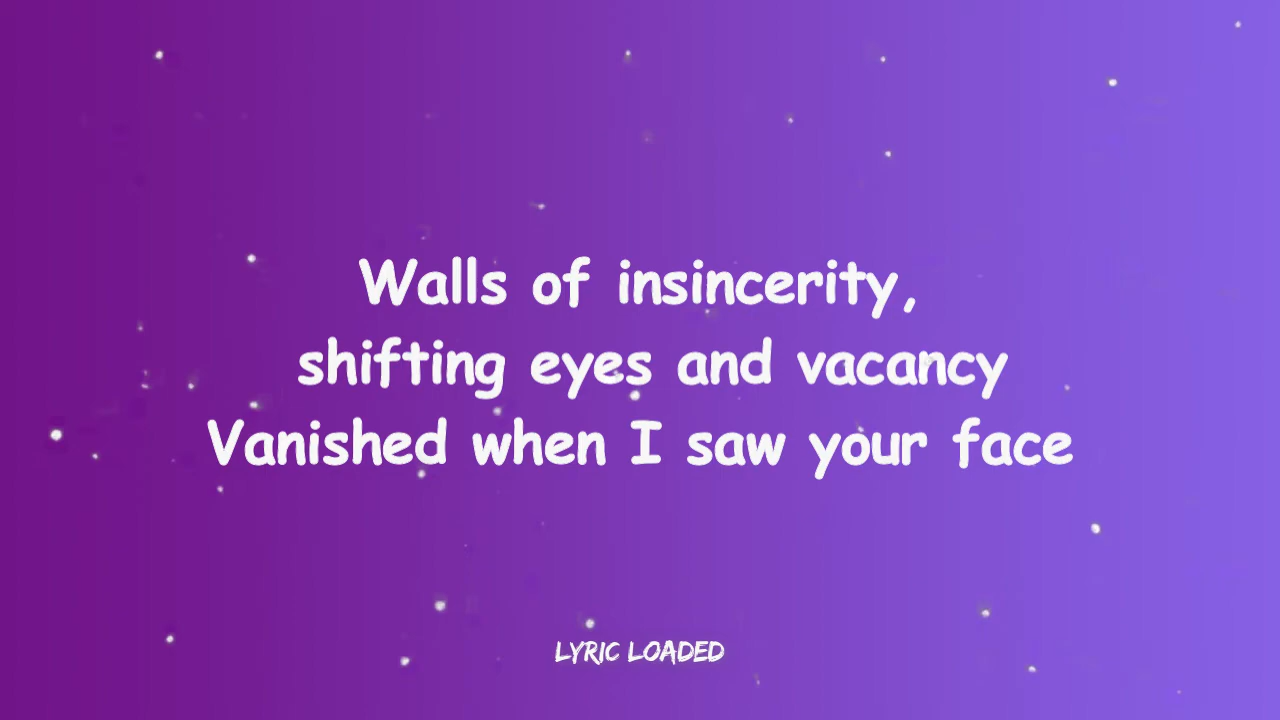 Walls of insincerity,
shifting eyes and vacancy
Vanished when I saw your face
LYRIC LOADED